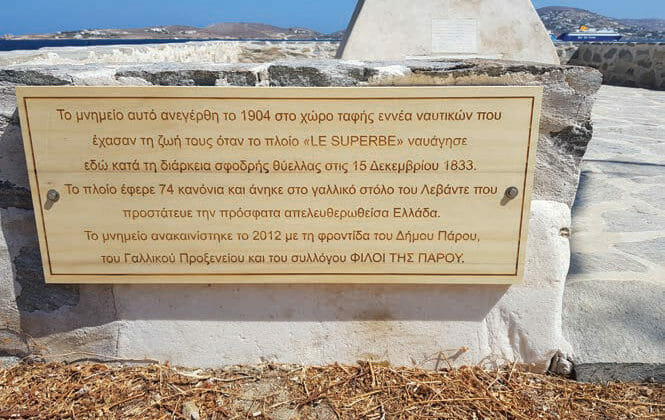 Το μνημείο αυτό ανεγέρθη το 1904 στο χώρο ταφής εννέα ναυτικών που
έχασαν τη ζωή τους όταν το πλοίο «LE SUPERBE» ναυάγησε
εδώ κατά τη διάρκεια σφοδρής θύελλας στις 15 Δεκεμβρίου 1833.
Το πλοίο έφερε 74 κανόνια και άνηκε στο γαλλικό στόλο του Λεβάντε που
προστάτευε την πρόσφατα απελευθερωθείσα Ελλάδα.
Το μνημείο ανακαινίστηκε το 2012 με τη φροντίδα του Δήμου Πάρου,
του Γαλλικού Προξενείου και του συλλόγου ΦΙΛΟΙ ΤΗΣ ΠΑΡΟΥ.